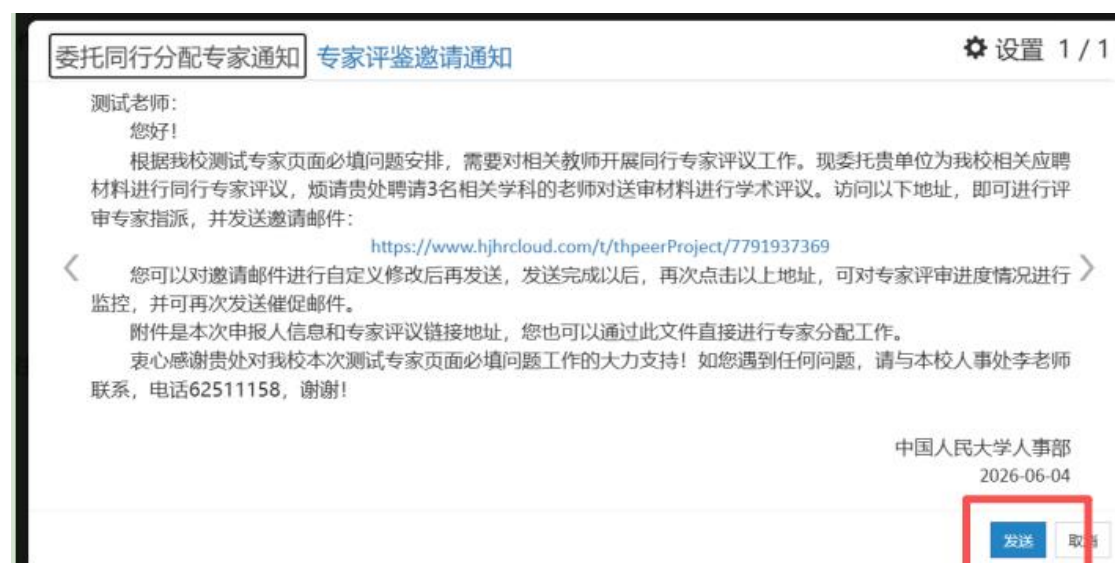 委托同行分配专家通知 专家评鉴邀请通知 设置 1 / 1
测试老师：
您好！
根据我校测试专家页面必填问题安排，需要对相关教师开展同行专家评议工作。现委托贵单位为我校相关应聘
材料进行同行专家评议，烦请贵处聘请3名相关学科的老师对送审材料进行学术评议。访问以下地址，即可进行评
审专家指派，并发送邀请邮件：
https://www.hjhrcloud.com/t/thpeerProject/7791937369
您可以对邀请邮件进行自定义修改后再发送，发送完成以后，再次点击以上地址，可对专家评审进度情况进行
监控，并可再次发送催促邮件。
附件是本次申报人信息和专家评议链接地址，您也可以通过此文件直接进行专家分配工作。
衷心感谢贵处对我校本次测试专家页面必填问题工作的大力支持！如您遇到任何问题，请与本校人事处李老师
联系，电话62511158，谢谢！
中国人民大学人事部
2026-06-04
发送 取消